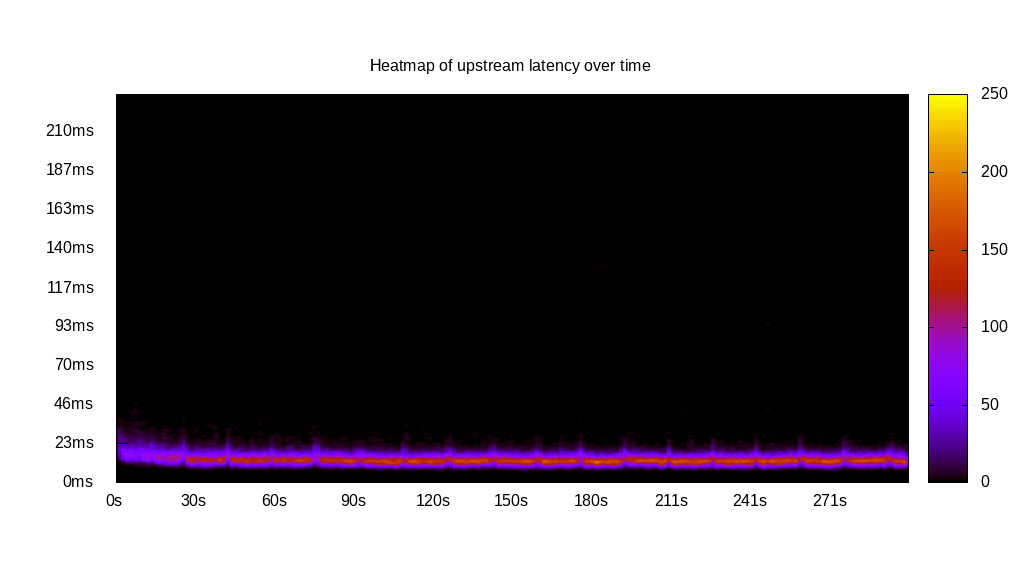 Heatmap of upstream latency over time
210ms
187ms
163ms
140ms
117ms
93ms
70ms
46ms
23ms
0ms
0s 30s 60s 90s 120s 150s 180s 211s 241s 271s
250
200
150
100
50
0